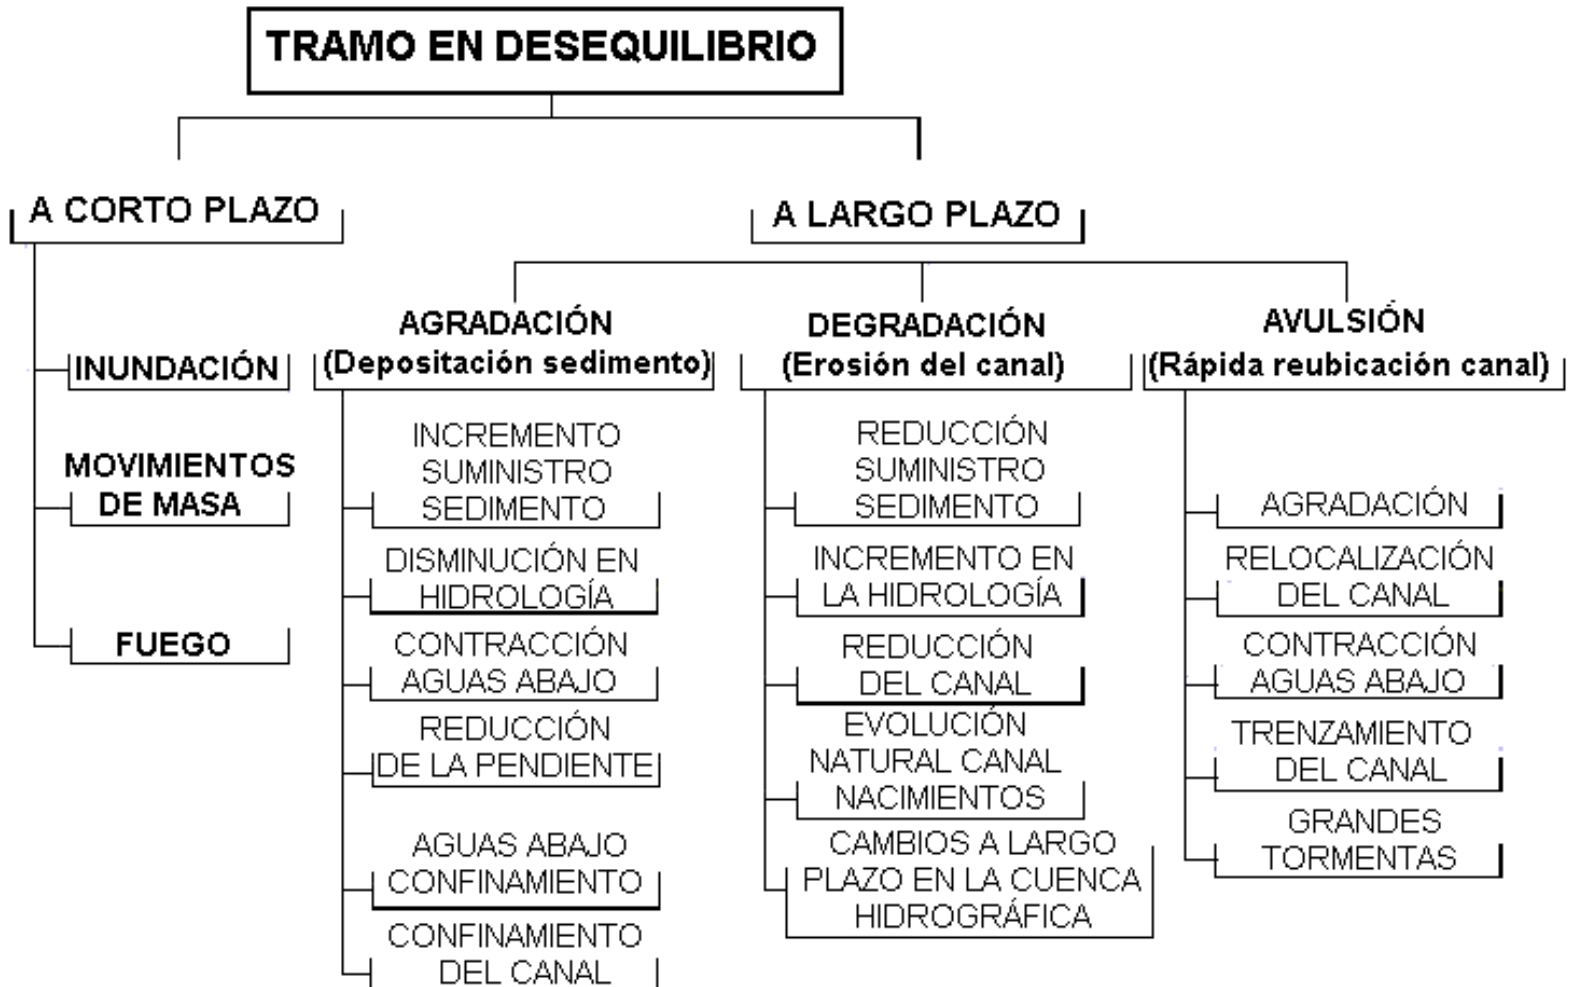 TRAMO EN DESEQUILIBRIO
A CORTO PLAZO
INUNDACIÓN
MOVIMIENTOS
DE MASA
FUEGO
A LARGO PLAZO
AGRADACIÓN
(Depositación sedimento)
INCREMENTO
SUMINISTRO
SEDIMENTO
DISMINUCIÓN EN
HIDROLOGÍA
CONTRACCIÓN
AGUAS ABAJO
REDUCCIÓN
DE LA PENDIENTE
AGUAS ABAJO
CONFINAMIENTO
CONFINAMIENTO
DEL CANAL
DEGRADACIÓN
(Erosión del canal)
REDUCCIÓN
SUMINISTRO
SEDIMENTO
INCREMENTO EN
LA HIDROLOGÍA
REDUCCIÓN
DEL CANAL
EVOLUCIÓN
NATURAL CANAL
NACIMIENTOS
CAMBIOS A LARGO
PLAZO EN LA CUENCA
HIDROGRÁFICA
AVULSIÓN
(Rápida reubicación canal)
AGRADACIÓN
RELOCALIZACIÓN
DEL CANAL
CONTRACCIÓN
AGUAS ABAJO
TRENZAMIENTO
DEL CANAL
GRANDES
TORMENTAS